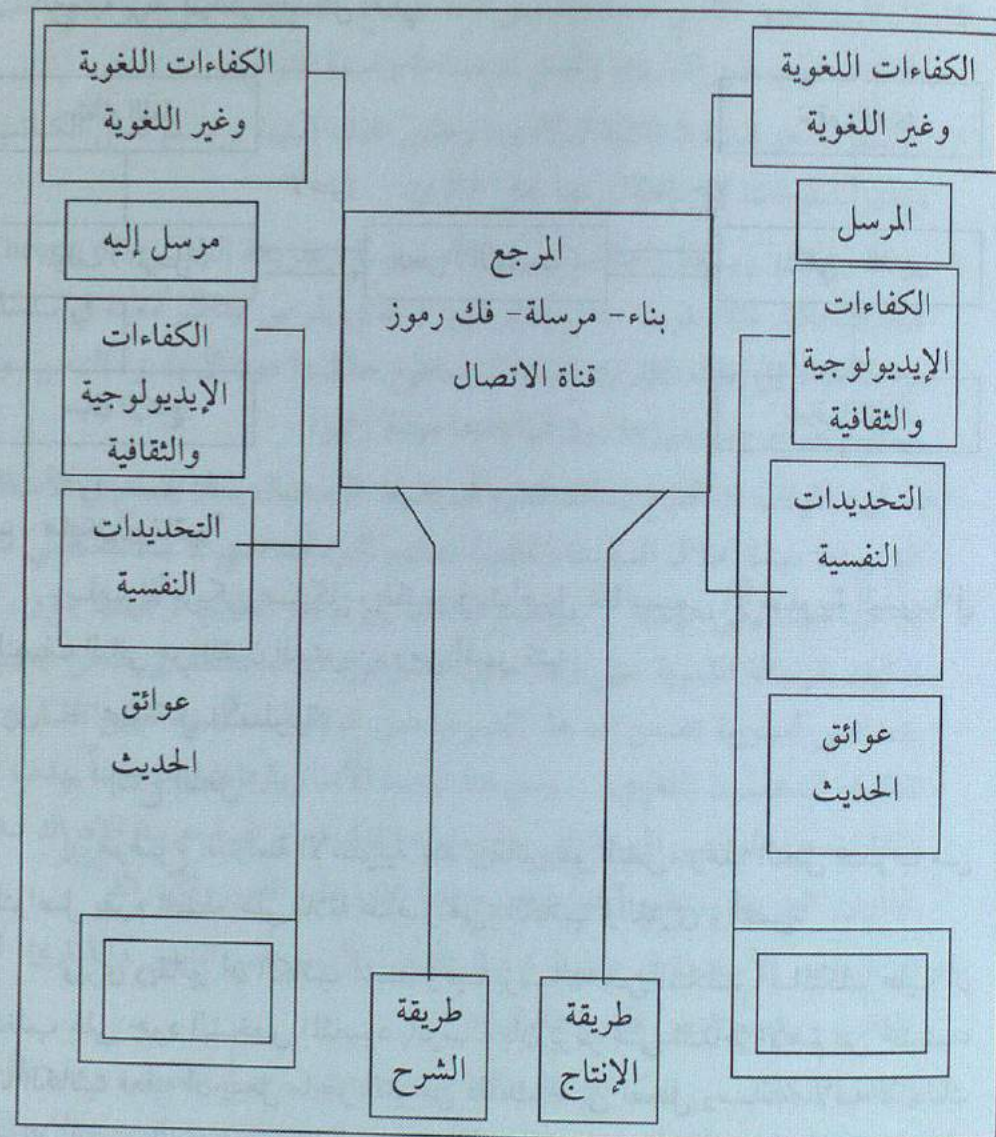 الكفاءات اللغوية
وغير اللغوية
المرسل
الكفاءات
الإيديولوجية
والثقافية
التحديدات
النفسية
عوائق
الحديث
المرجع
بناء- مرسلة- فك رموز
قناة الاتصال
طريقة
الإنتاج
طريقة
الشرح
الكفاءات اللغوية
وغير اللغوية
مرسل إليه
الكفاءات
الإيديولوجية
والثقافية
التحديدات
النفسية
عوائق
الحديث